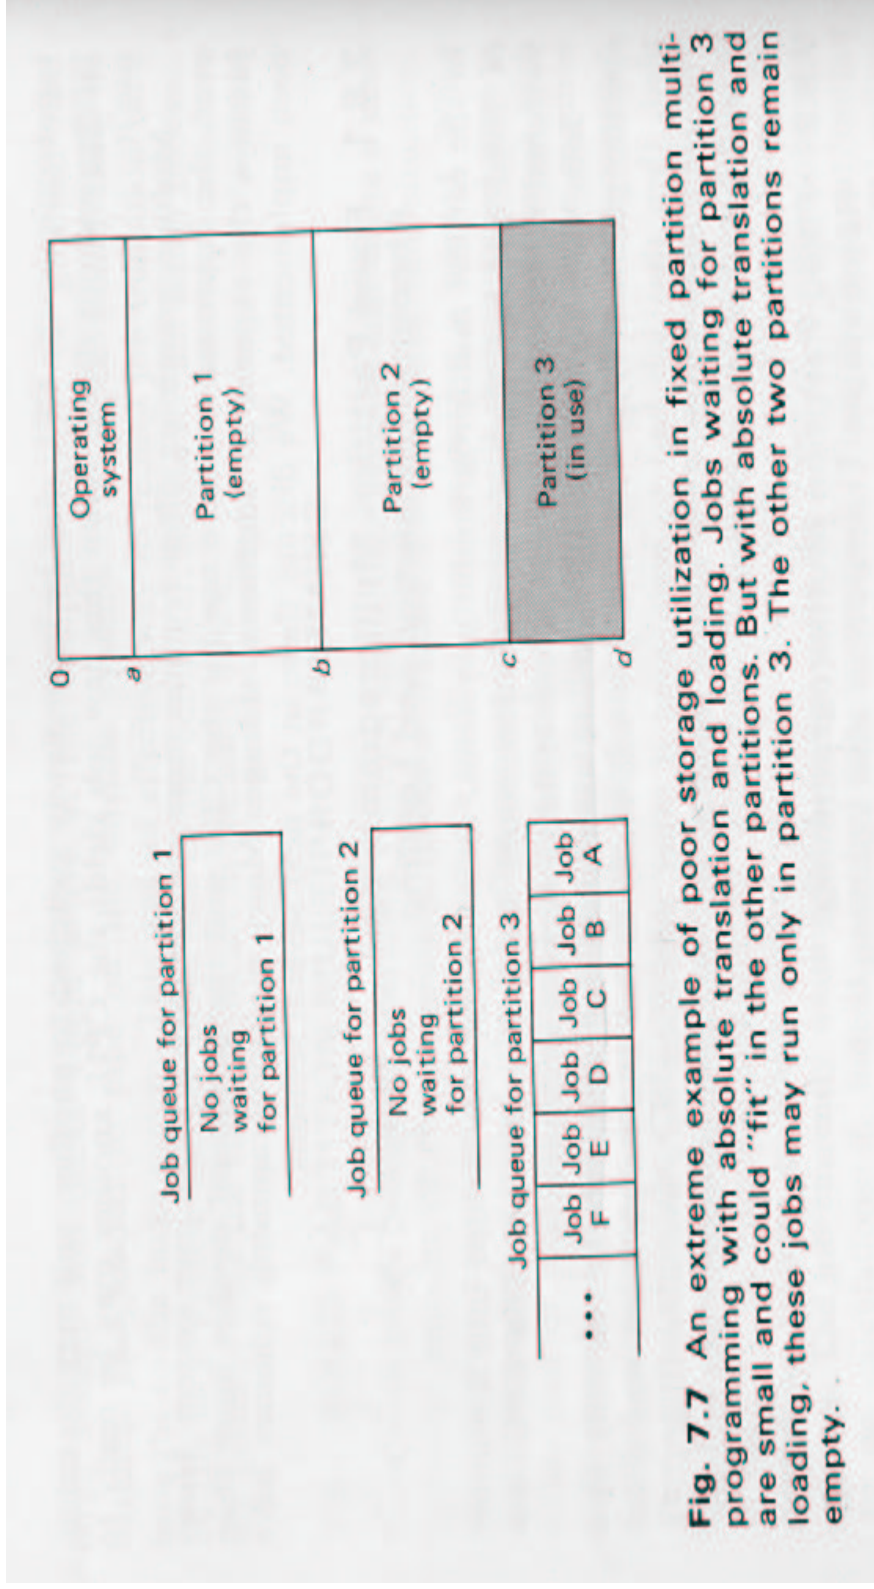 Operating
system
Partition 1
(empty)
Partition 2
(empty)
Partition 3
(in use)
0
a
b
c
d
Job queue for partition 1
No jobs
waiting
for partition 1
Job queue for partition 2
No jobs
waiting
for partition 2
Job queue for partition 3
••• Job F Job E Job D Job C Job B Job A
Fig. 7.7 An extreme example of poor storage utilization in fixed partition multi-
programming with absolute translation and loading. Jobs waiting for partition 3
are small and could "fit" in the other partitions. But with absolute translation and
loading, these jobs may run only in partition 3. The other two partitions remain
empty.